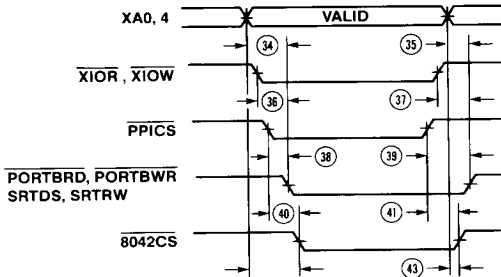 XA0, 4
VALID
34
35
XIOR, XIOW
36
37
PPICS
38
39
PORTBRD, PORTBWR
SRTDS, SRTRW
40
41
8042CS
43